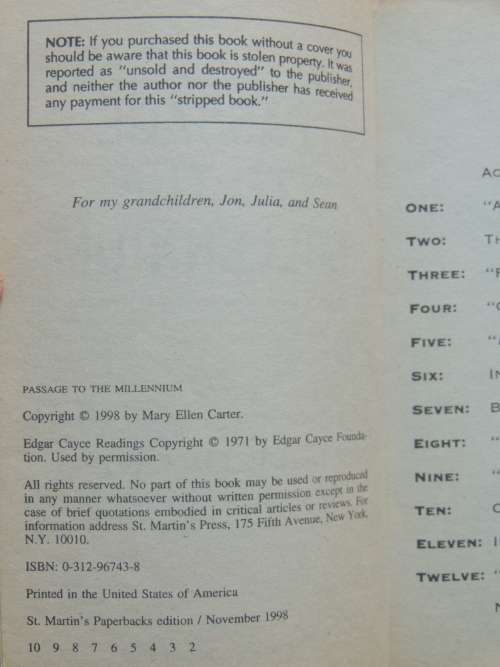 NOTE: If you purchased this book without a cover you
should be aware that this book is stolen property. It was
reported as "unsold and destroyed" to the publisher,
and neither the author nor the publisher has received
any payment for this "stripped book."
For my grandchildren, Jon, Julia, and Sean
PASSAGE TO THE MILLENNIUM
Copyright © 1998 by Mary Ellen Carter.
Edgar Cayce Readings Copyright © 1971 by Edgar Cayce Founda-
tion. Used by permission.
All rights reserved. No part of this book may be used or reproduced
in any manner whatsoever without written permission except in the
case of brief quotations embodied in critical articles or reviews. For
information address St. Martin's Press, 175 Fifth Avenue, New York,
N.Y. 10010.
ISBN: 0-312-96743-8
Printed in the United States of America
St. Martin's Paperbacks edition / November 1998
10 9 8 7 6 5 4 3 2
ONE:
TWO:
THREE:
FOUR:
FIVE:
SIX:
SEVEN:
EIGHT:
NINE:
TEN:
ELEVEN:
TWELVE: